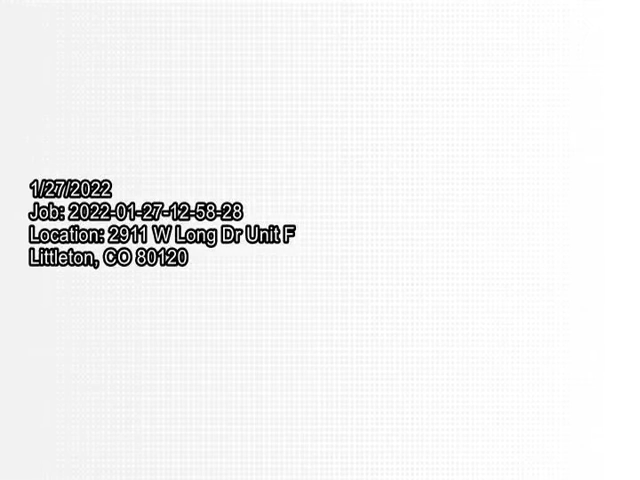 1/27/2022
Job: 2022-01-27-12-58-28
Location: 2911 W Long Dr Unit F
Littleton, CO 80120